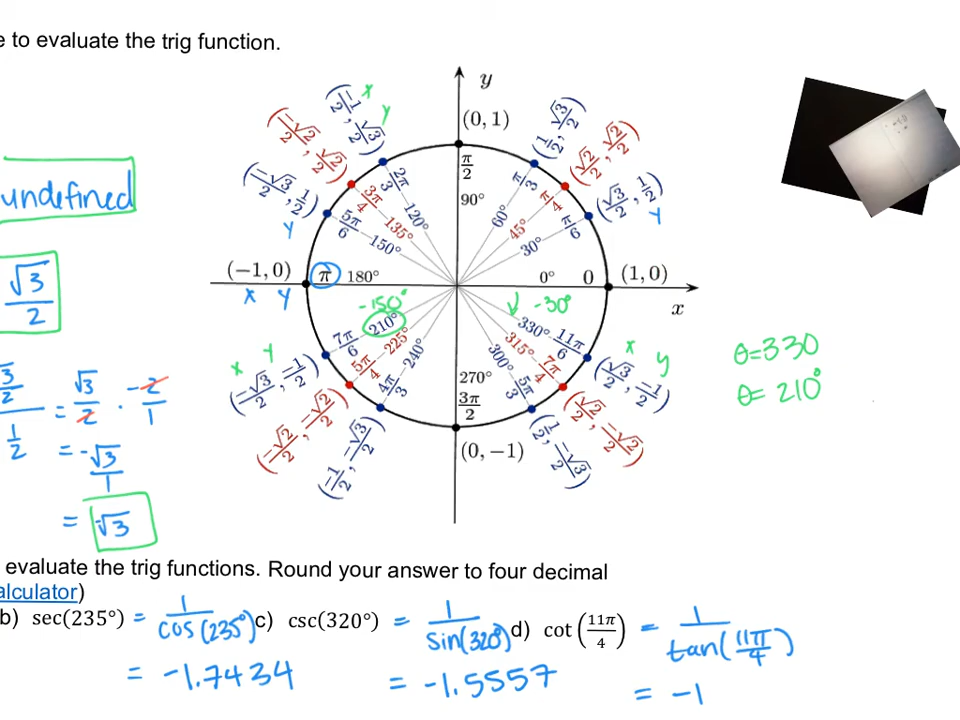 e to evaluate the trig function.
y
(0, 1)
(-1/2, √3/2)
x
y
(1/2, √3/2)
(-√2/2, √2/2)
(√2/2, √2/2)
(-√3/2, 1/2)
y
(√3/2, 1/2)
y
π/2
90°
2π/3
120°
π/3
60°
3π/4
135°
π/4
45°
5π/6
150°
π/6
30°
undefined
(-1, 0)
x y
π 180°
0° 0
(1, 0)
x
√3/2
-150°
-30°
7π/6
210°
330°
11π/6
5π/4
225°
315°
7π/4
4π/3
240°
300°
5π/3
270°
3π/2
x y
(-√3/2, -1/2)
x y
(√3/2, -1/2)
(-√2/2, -√2/2)
(√2/2, -√2/2)
(-1/2, -√3/2)
(1/2, -√3/2)
(0, −1)
θ=330
θ= 210°
= √3/2 · -2/1
1/2
= -√3/1
= -√3
evaluate the trig functions. Round your answer to four decimal
alculator)
b) sec(235°) = 1/cos(235°) c) csc(320°) = 1/sin(320°) d) cot (11π/4) = 1/tan(11π/4)
= -1.7434
= -1.5557
= -1